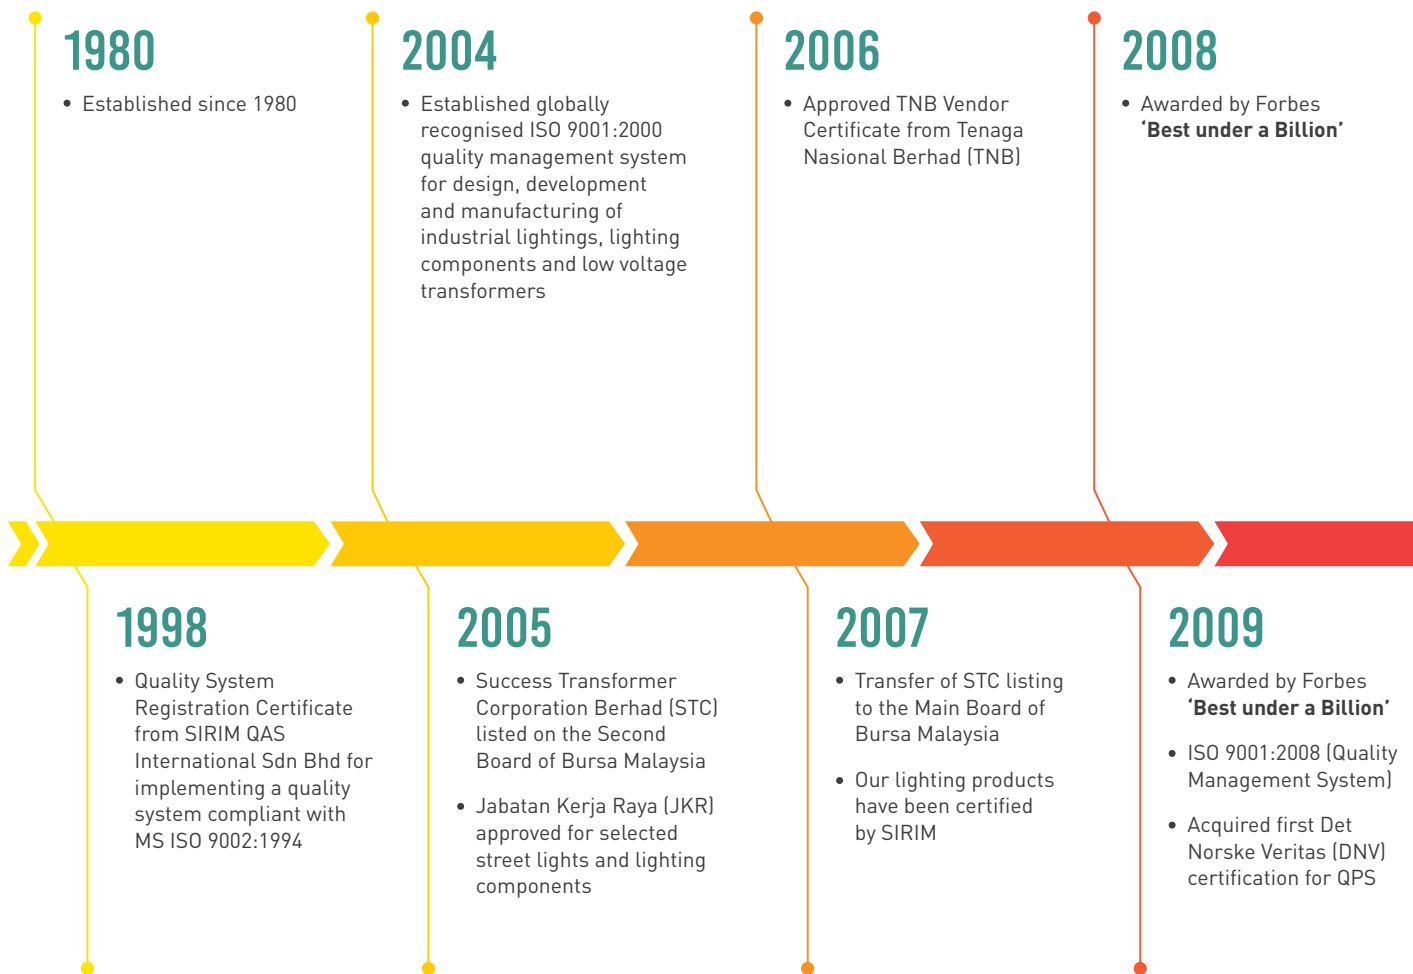 1980
• Established since 1980
2004
• Established globally
recognised ISO 9001:2000
quality management system
for design, development
and manufacturing of
industrial lightings, lighting
components and low voltage
transformers
2006
• Approved TNB Vendor
Certificate from Tenaga
Nasional Berhad (TNB)
2008
• Awarded by Forbes
‘Best under a Billion’
1998
• Quality System
Registration Certificate
from SIRIM QAS
International Sdn Bhd for
implementing a quality
system compliant with
MS ISO 9002:1994
2005
• Success Transformer
Corporation Berhad (STC)
listed on the Second
Board of Bursa Malaysia
• Jabatan Kerja Raya (JKR)
approved for selected
street lights and lighting
components
2007
• Transfer of STC listing
to the Main Board of
Bursa Malaysia
• Our lighting products
have been certified
by SIRIM
2009
• Awarded by Forbes
‘Best under a Billion’
• ISO 9001:2008 (Quality
Management System)
• Acquired first Det
Norske Veritas (DNV)
certification for QPS